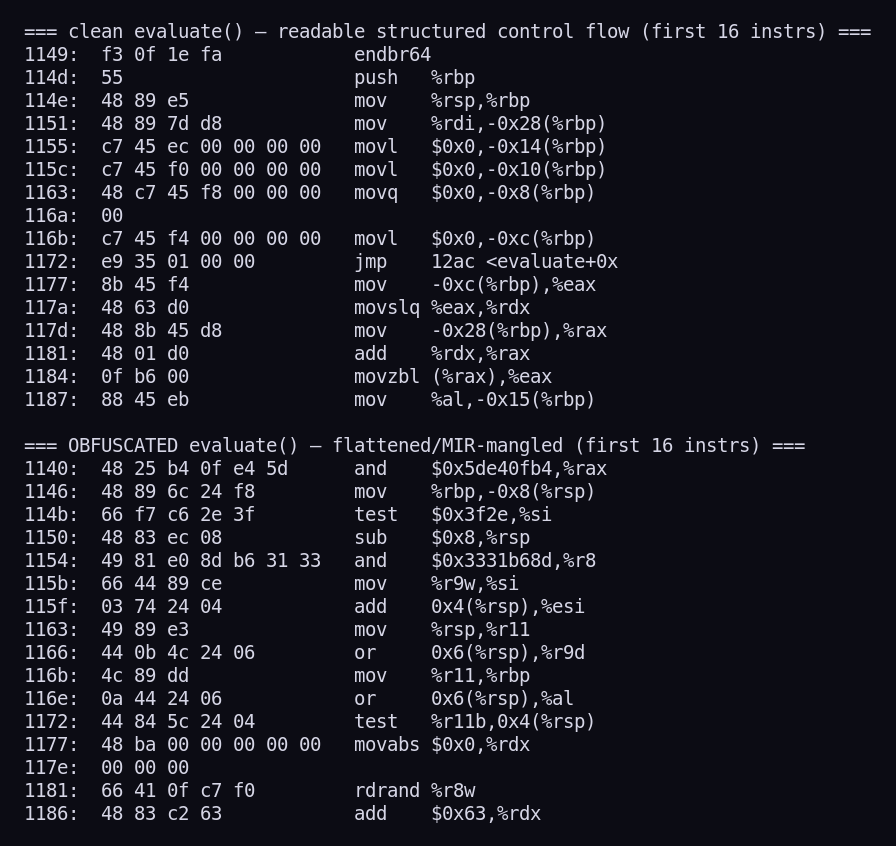 === clean evaluate() — readable structured control flow (first 16 instrs) ===
1149:  f3 0f 1e fa            endbr64
114d:  55                     push   %rbp
114e:  48 89 e5               mov    %rsp,%rbp
1151:  48 89 7d d8            mov    %rdi,-0x28(%rbp)
1155:  c7 45 ec 00 00 00 00   movl   $0x0,-0x14(%rbp)
115c:  c7 45 f0 00 00 00 00   movl   $0x0,-0x10(%rbp)
1163:  48 c7 45 f8 00 00 00   movq   $0x0,-0x8(%rbp)
116a:  00
116b:  c7 45 f4 00 00 00 00   movl   $0x0,-0xc(%rbp)
1172:  e9 35 01 00 00         jmp    12ac <evaluate+0x
1177:  8b 45 f4               mov    -0xc(%rbp),%eax
117a:  48 63 d0               movslq %eax,%rdx
117d:  48 8b 45 d8            mov    -0x28(%rbp),%rax
1181:  48 01 d0               add    %rdx,%rax
1184:  0f b6 00               movzbl (%rax),%eax
1187:  88 45 eb               mov    %al,-0x15(%rbp)

=== OBFUSCATED evaluate() — flattened/MIR-mangled (first 16 instrs) ===
1140:  48 25 b4 0f e4 5d      and    $0x5de40fb4,%rax
1146:  48 89 6c 24 f8         mov    %rbp,-0x8(%rsp)
114b:  66 f7 c6 2e 3f         test   $0x3f2e,%si
1150:  48 83 ec 08            sub    $0x8,%rsp
1154:  49 81 e0 8d b6 31 33   and    $0x3331b68d,%r8
115b:  66 44 89 ce            mov    %r9w,%si
115f:  03 74 24 04            add    0x4(%rsp),%esi
1163:  49 89 e3               mov    %rsp,%r11
1166:  44 0b 4c 24 06         or     0x6(%rsp),%r9d
116b:  4c 89 dd               mov    %r11,%rbp
116e:  0a 44 24 06            or     0x6(%rsp),%al
1172:  44 84 5c 24 04         test   %r11b,0x4(%rsp)
1177:  48 ba 00 00 00 00 00   movabs $0x0,%rdx
117e:  00 00 00
1181:  66 41 0f c7 f0         rdrand %r8w
1186:  48 83 c2 63            add    $0x63,%rdx